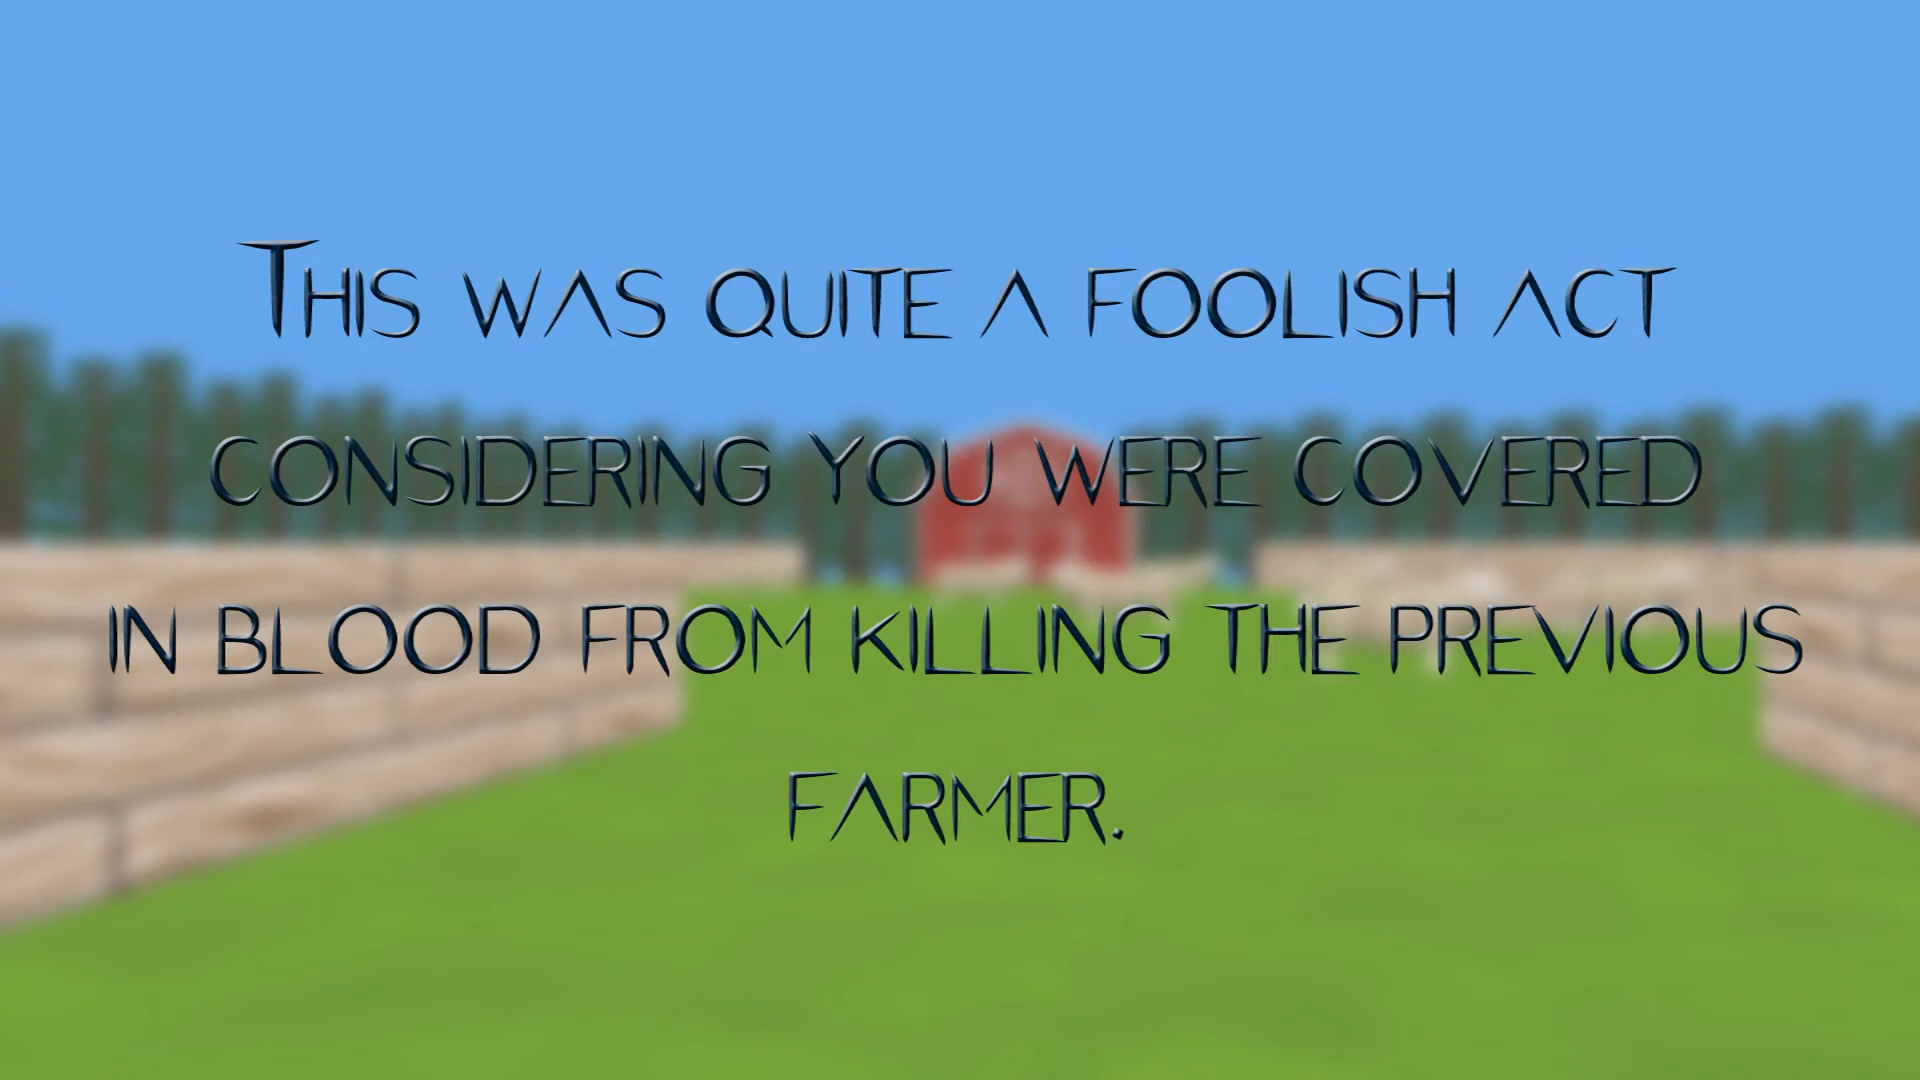 This was quite a foolish act
considering you were covered
in blood from killing the previous
farmer.